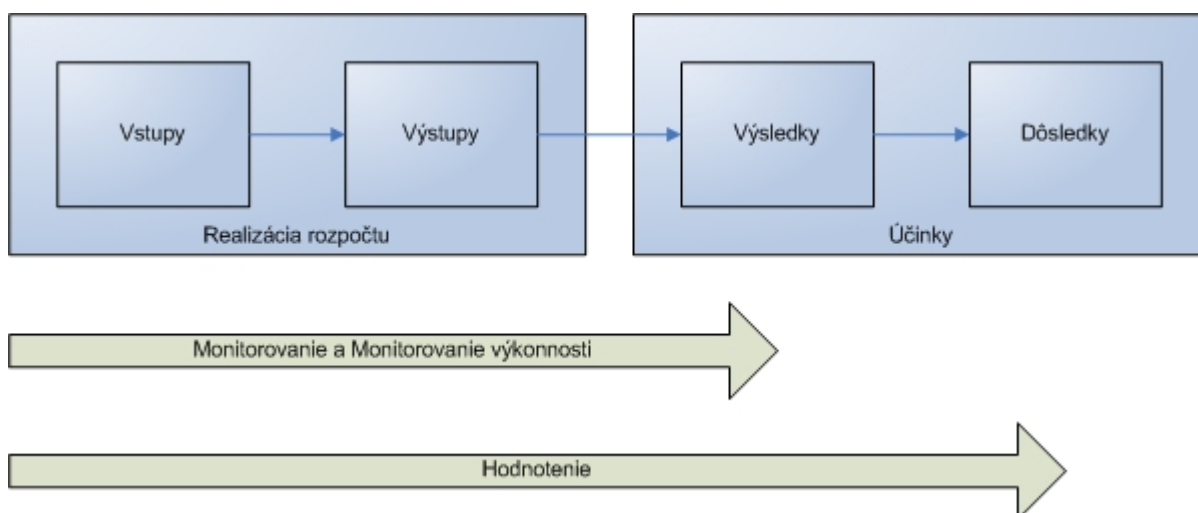 Vstupy
Výstupy
Výsledky
Dôsledky
Realizácia rozpočtu
Účinky
Monitorovanie a Monitorovanie výkonnosti
Hodnotenie